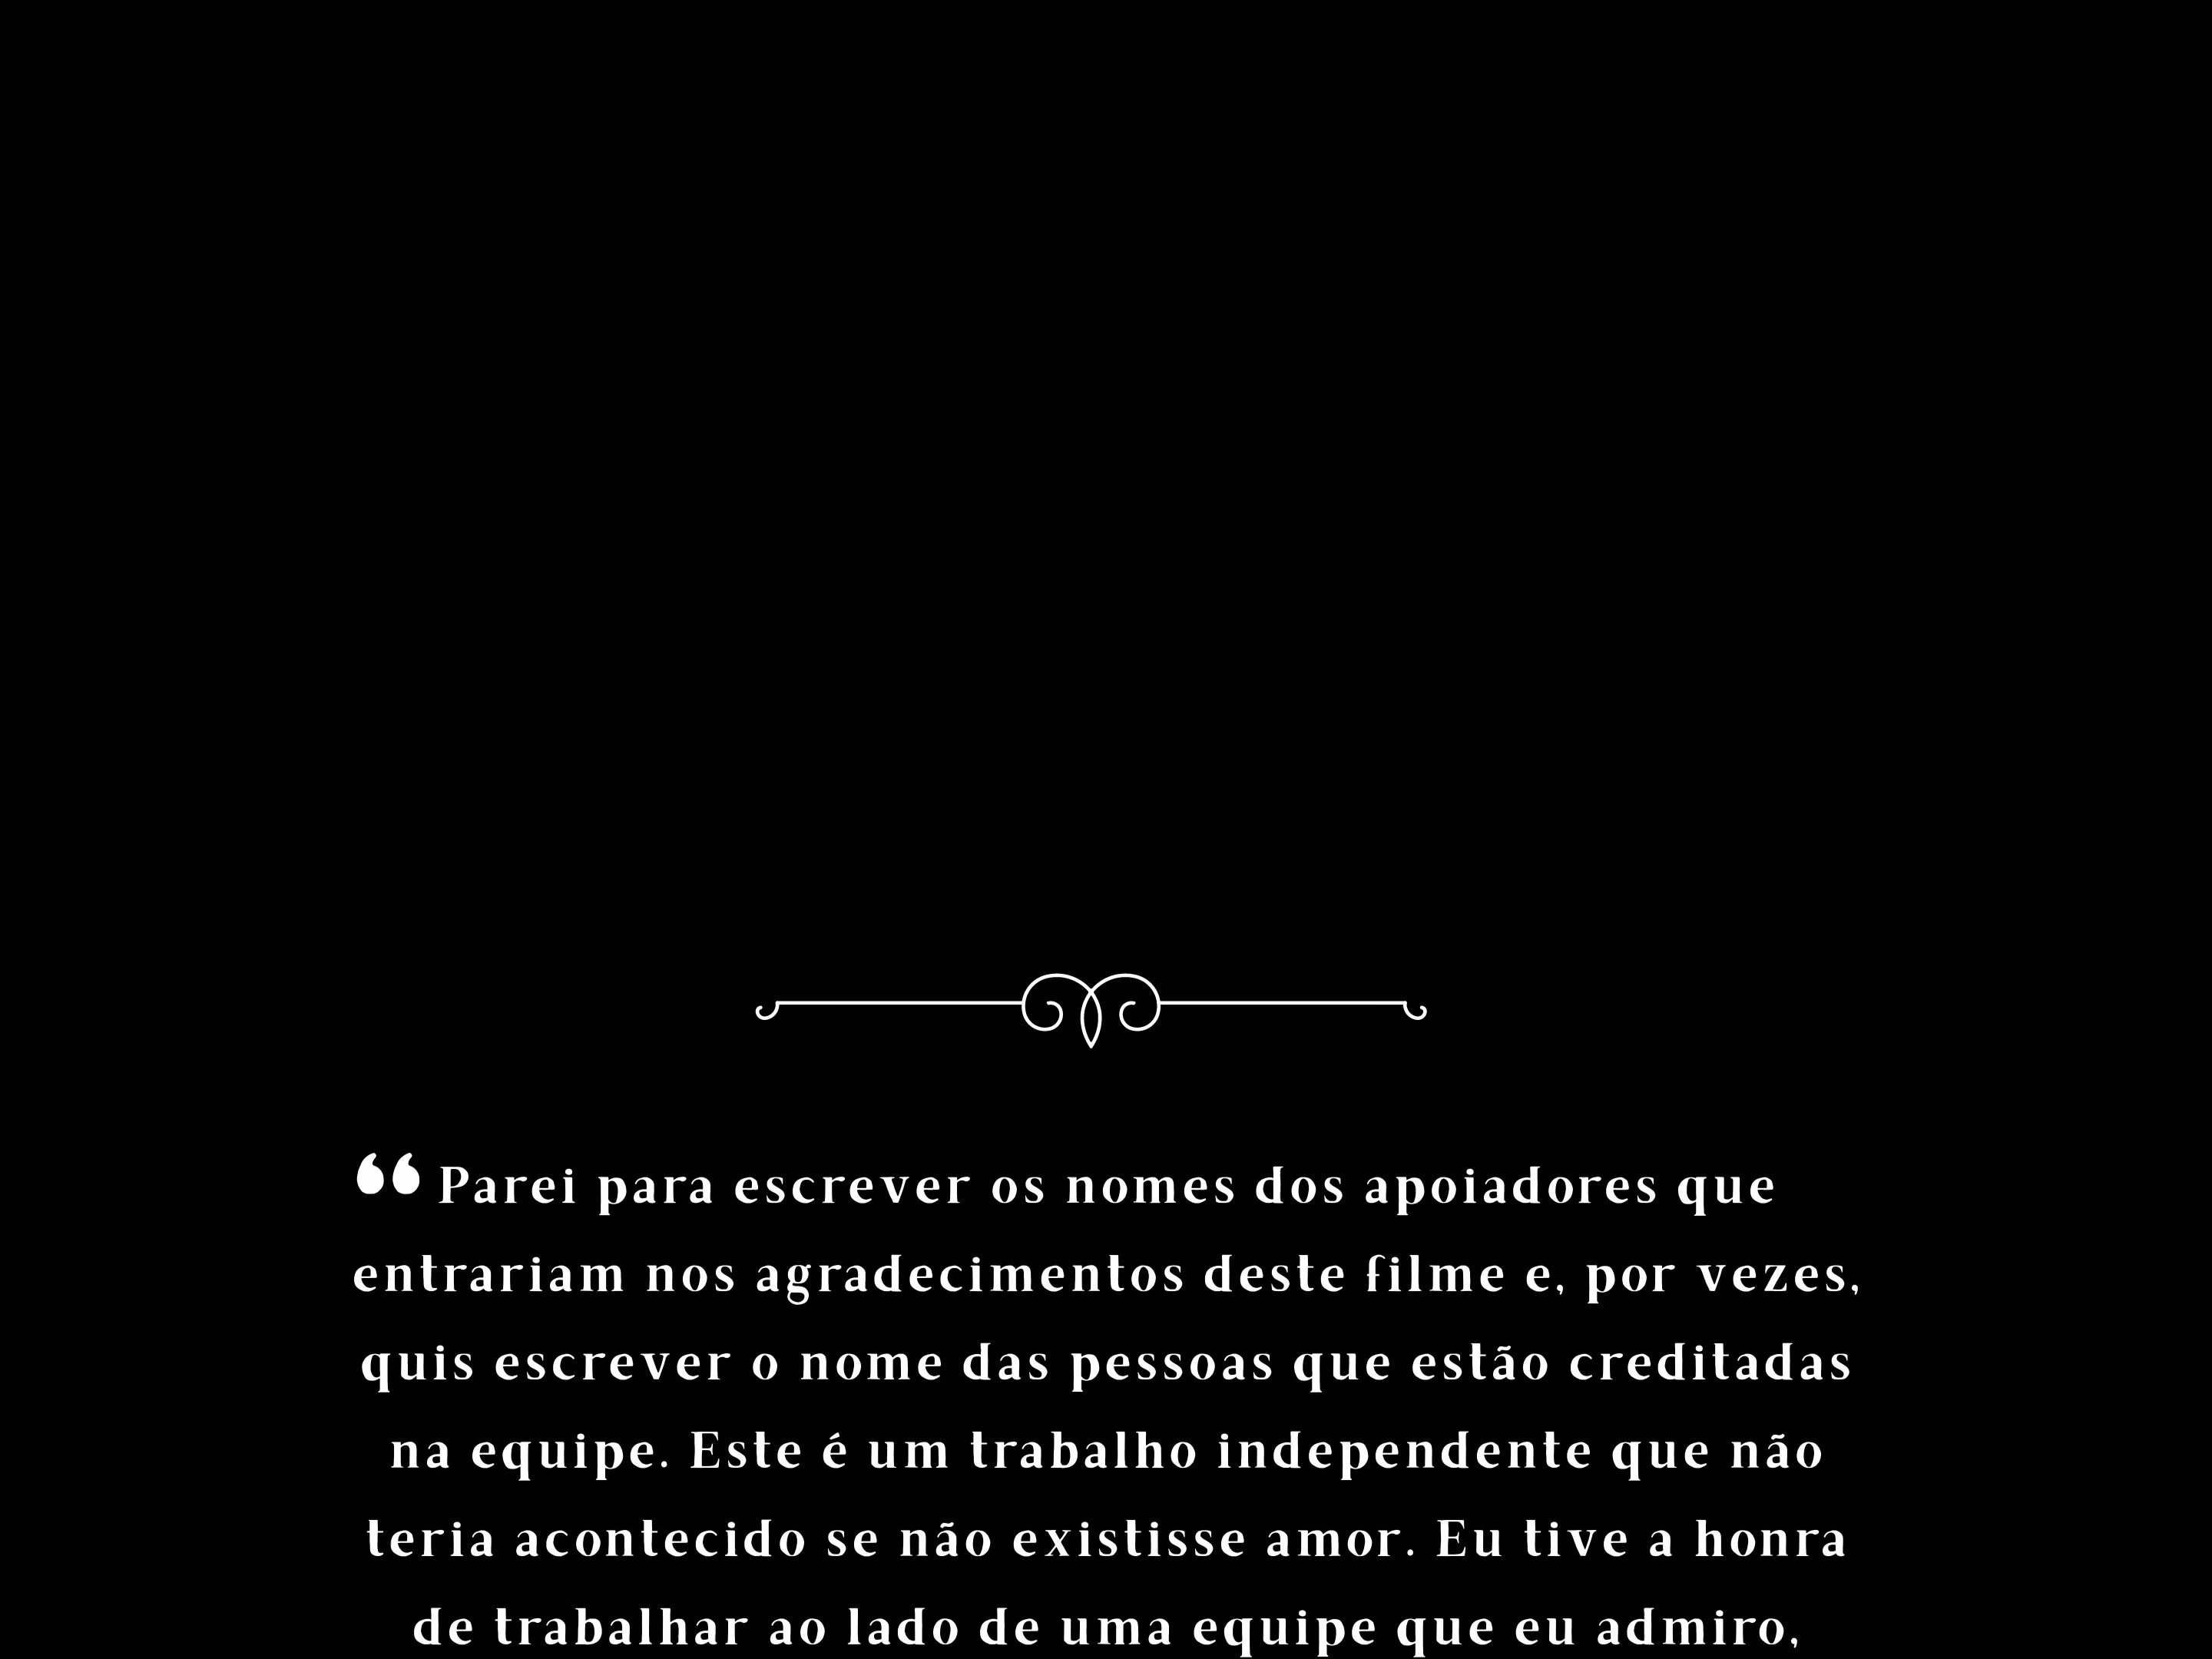 “ Parei para escrever os nomes dos apoiadores que
entrariam nos agradecimentos deste filme e, por vezes,
quis escrever o nome das pessoas que estão creditadas
na equipe. Este é um trabalho independente que não
teria acontecido se não existisse amor. Eu tive a honra
de trabalhar ao lado de uma equipe que eu admiro,